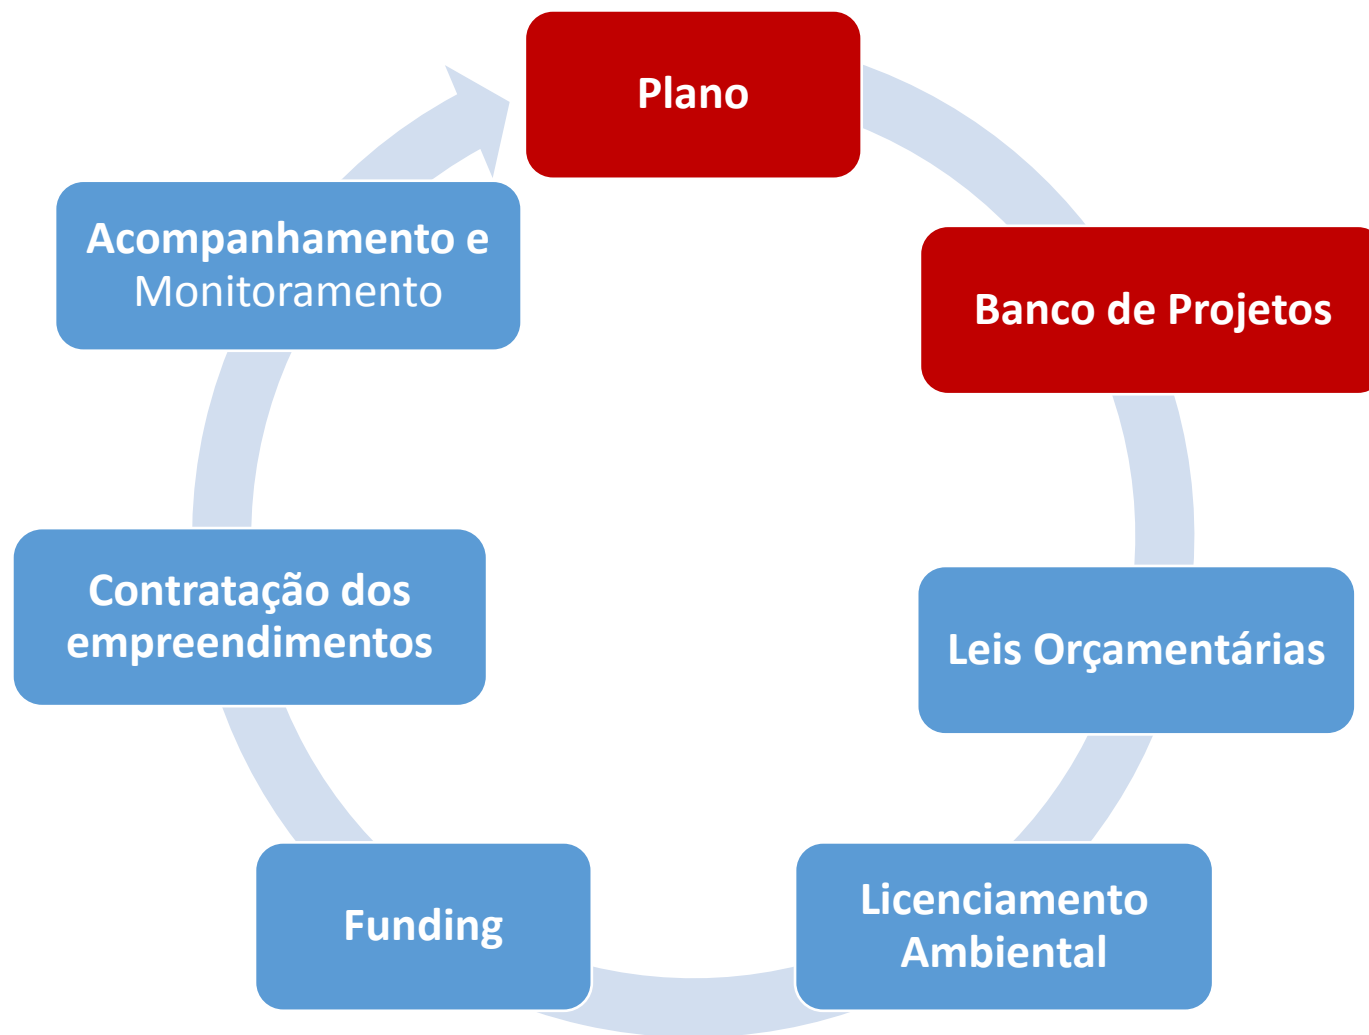 Plano
Banco de Projetos
Leis Orçamentárias
Licenciamento
Ambiental
Funding
Contratação dos
empreendimentos
Acompanhamento e
Monitoramento